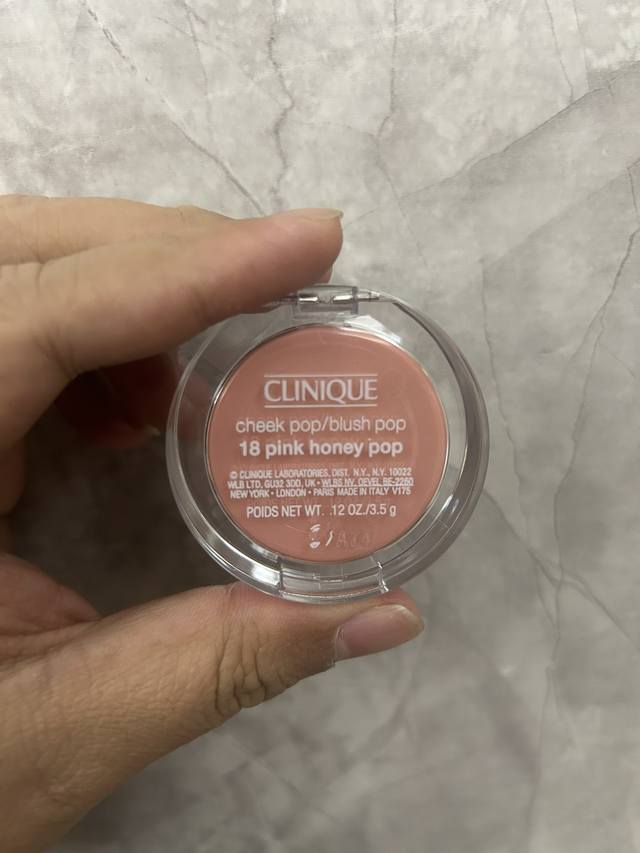 CLINIQUE
cheek pop/blush pop
18 pink honey pop
© CLINIQUE LABORATORIES, DIST. N.Y., N.Y. 10022
WLB LTD, GU32 3DD, UK • WLBS NV, OEVEL BE-2260
NEW YORK • LONDON • PARIS MADE IN ITALY V175
POIDS NET WT. .12 OZ./3.5 g